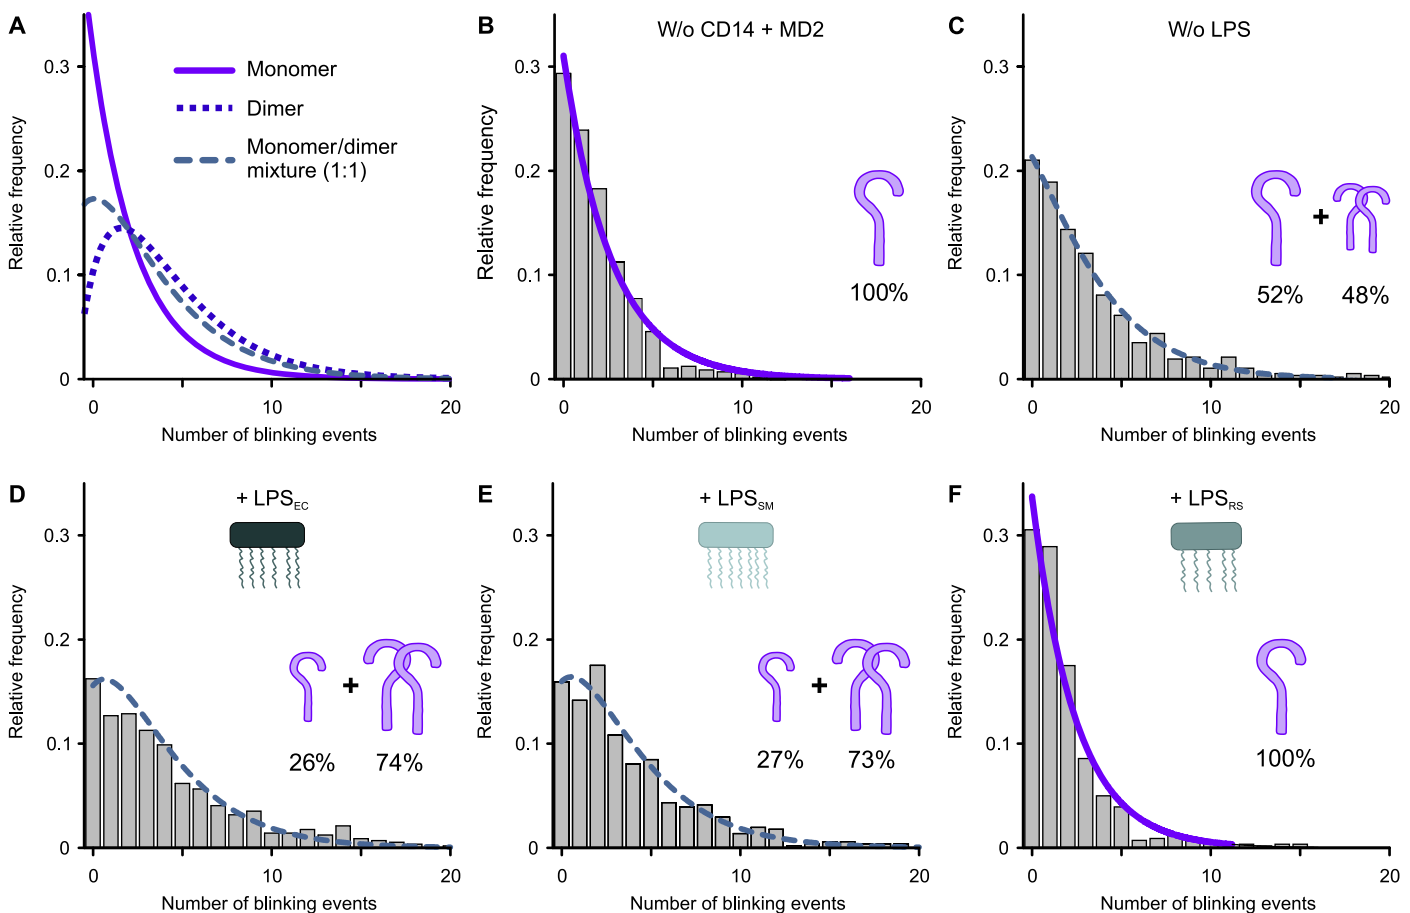 A
0.3
0.2
0.1
0
Relative frequency
Monomer
Dimer
Monomer/dimer
mixture (1:1)
0
10
20
Number of blinking events
B
W/o CD14 + MD2
0.3
0.2
0.1
0
Relative frequency
100%
0
10
20
Number of blinking events
C
W/o LPS
0.3
0.2
0.1
0
Relative frequency
+
52%
48%
0
10
20
Number of blinking events
D
+ LPSEC
0.3
0.2
0.1
0
Relative frequency
+
26%
74%
0
10
20
Number of blinking events
E
+ LPSSM
0.3
0.2
0.1
0
Relative frequency
+
27%
73%
0
10
20
Number of blinking events
F
+ LPSRS
0.3
0.2
0.1
0
Relative frequency
100%
0
10
20
Number of blinking events